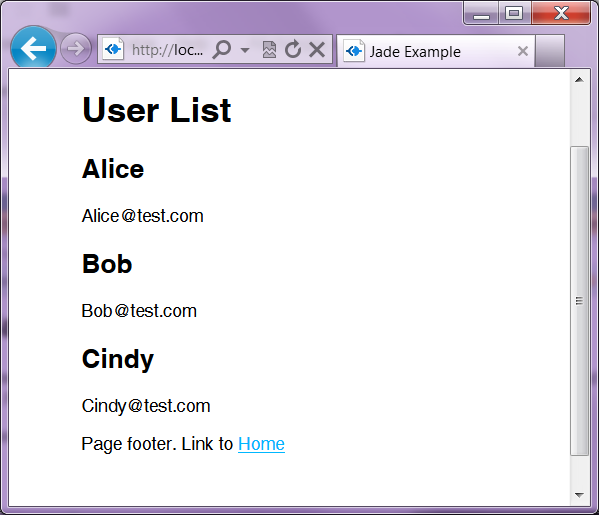 http://loc...
Jade Example
User List
Alice
Alice@test.com
Bob
Bob@test.com
Cindy
Cindy@test.com
Page footer. Link to Home